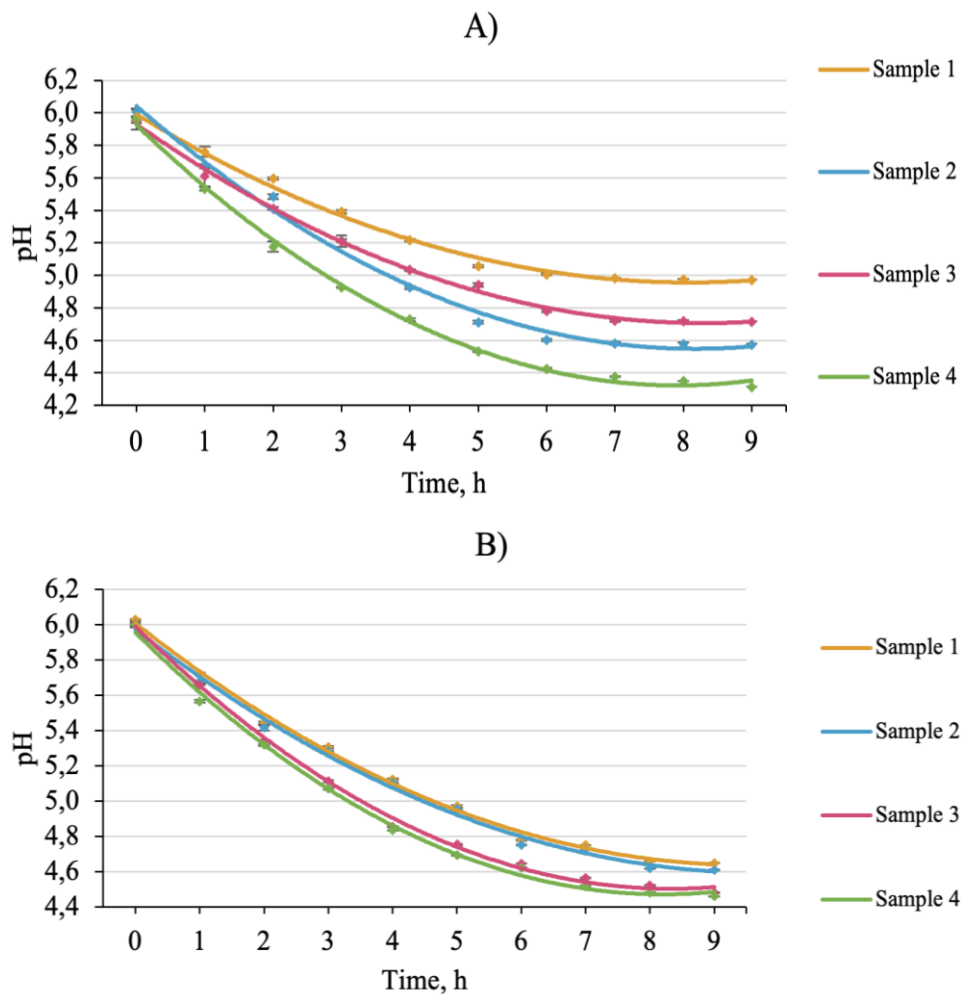 A)
6,2
6,0
5,8
5,6
5,4
5,2
5,0
4,8
4,6
4,4
4,2
pH
0 1 2 3 4 5 6 7 8 9
Time, h
Sample 1
Sample 2
Sample 3
Sample 4
B)
6,2
6,0
5,8
5,6
5,4
5,2
5,0
4,8
4,6
4,4
pH
0 1 2 3 4 5 6 7 8 9
Time, h
Sample 1
Sample 2
Sample 3
Sample 4